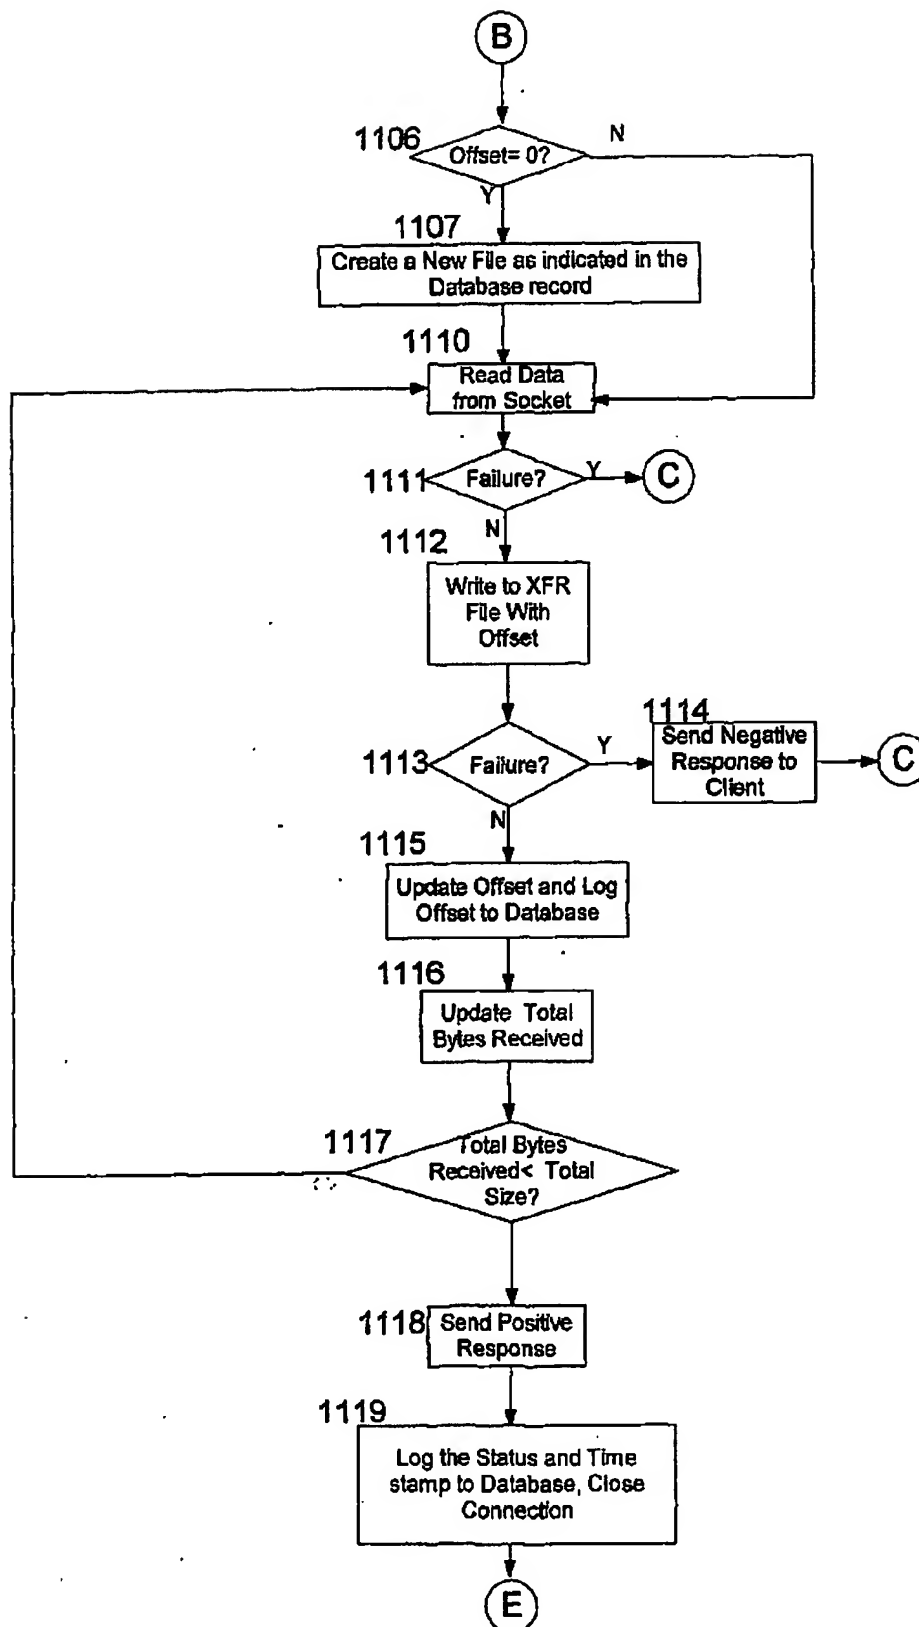 B
1106
N
Offset= 0?
Y
1107
Create a New File as indicated in the
Database record
1110
Read Data
from Socket
1111
Failure?
Y
C
N
1112
Write to XFR
File With
Offset
1113
Failure?
Y
1114
Send Negative
Response to
Client
C
N
1115
Update Offset and Log
Offset to Database
1116
Update Total
Bytes Received
1117
Total Bytes
Received< Total
Size?
1118
Send Positive
Response
1119
Log the Status and Time
stamp to Database, Close
Connection
E